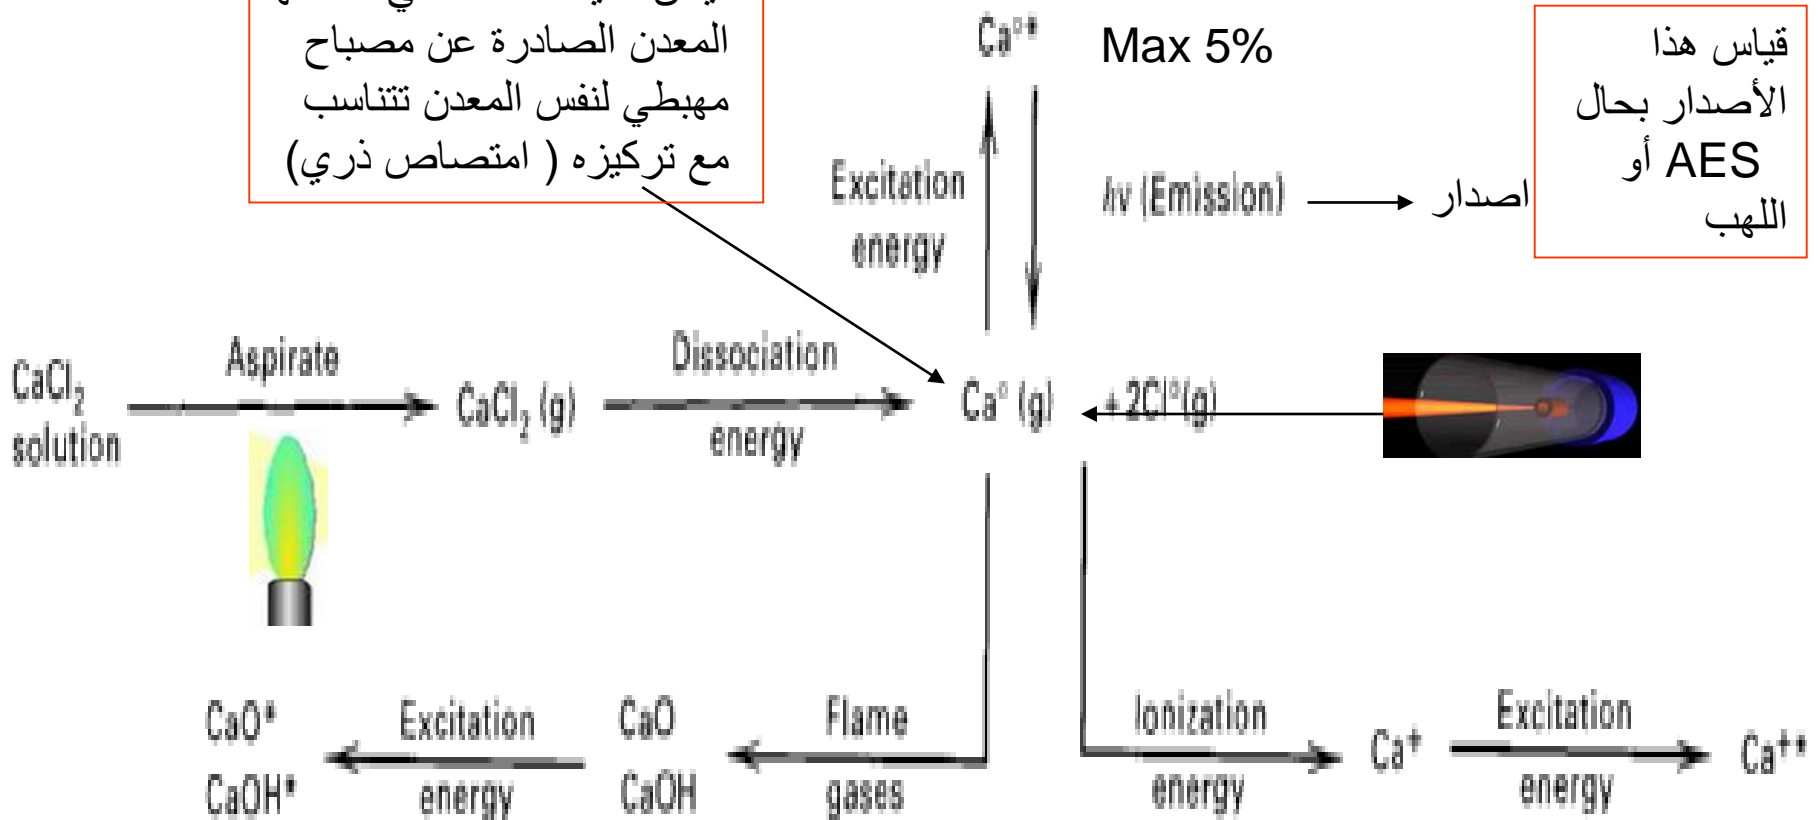 المعدن الصادرة عن مصباح
مهبطي لنفس المعدن تتناسب
مع تركيزه ( امتصاص ذري)
Ca°*
Max 5%
قياس هذا
الأصدار بحال
AES أو
اللهب
Excitation
energy
hν (Emission)
اصدار
CaCl₂
solution
Aspirate
CaCl₂ (g)
Dissociation
energy
Ca° (g)
+ 2Cl°(g)
CaO*
CaOH*
Excitation
energy
CaO
CaOH
Flame
gases
Ionization
energy
Ca⁺
Excitation
energy
Ca⁺*